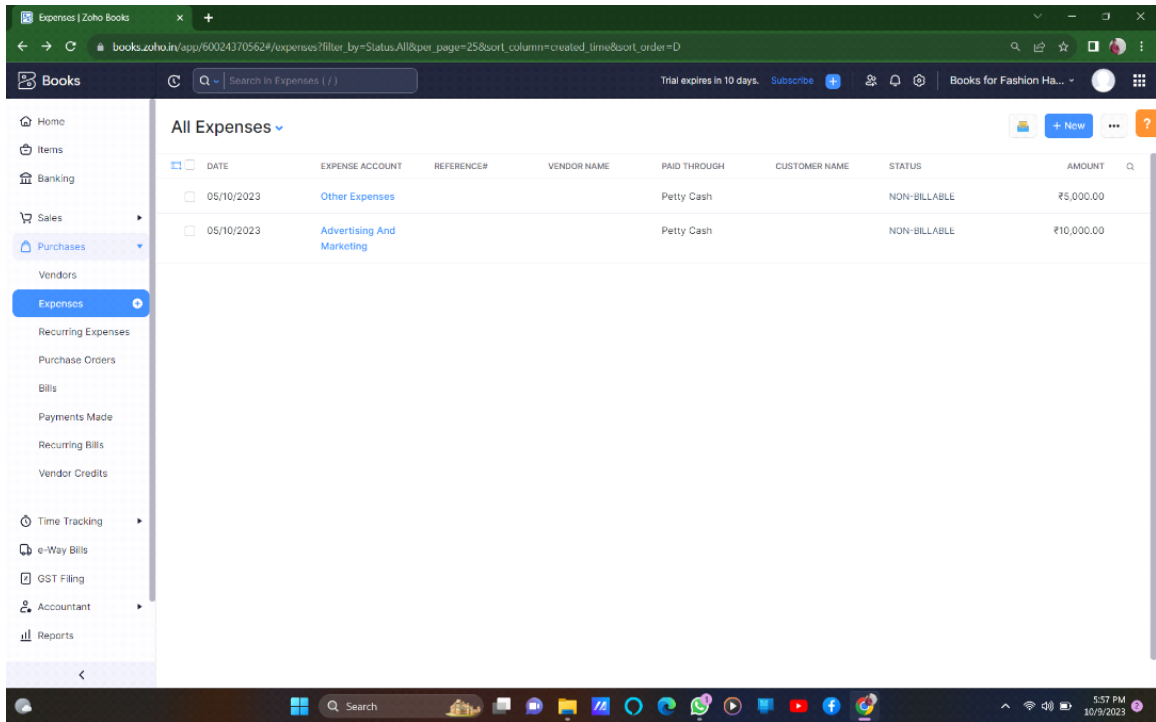 Expenses | Zoho Books
books.zoho.in/app/60024370562#/expenses?filter_by=Status.All&per_page=25&sort_column=created_time&sort_order=D
Books
Search in Expenses ( / )
Trial expires in 10 days. Subscribe
Books for Fashion Ha...
Home
Items
Banking
Sales
Purchases
Vendors
Expenses
Recurring Expenses
Purchase Orders
Bills
Payments Made
Recurring Bills
Vendor Credits
Time Tracking
e-Way Bills
GST Filing
Accountant
Reports
All Expenses
+ New
?
DATE EXPENSE ACCOUNT REFERENCE# VENDOR NAME PAID THROUGH CUSTOMER NAME STATUS AMOUNT
05/10/2023 Other Expenses Petty Cash NON-BILLABLE ₹5,000.00
05/10/2023 Advertising And Petty Cash NON-BILLABLE ₹10,000.00
Marketing
Search
5:57 PM
10/9/2023
2